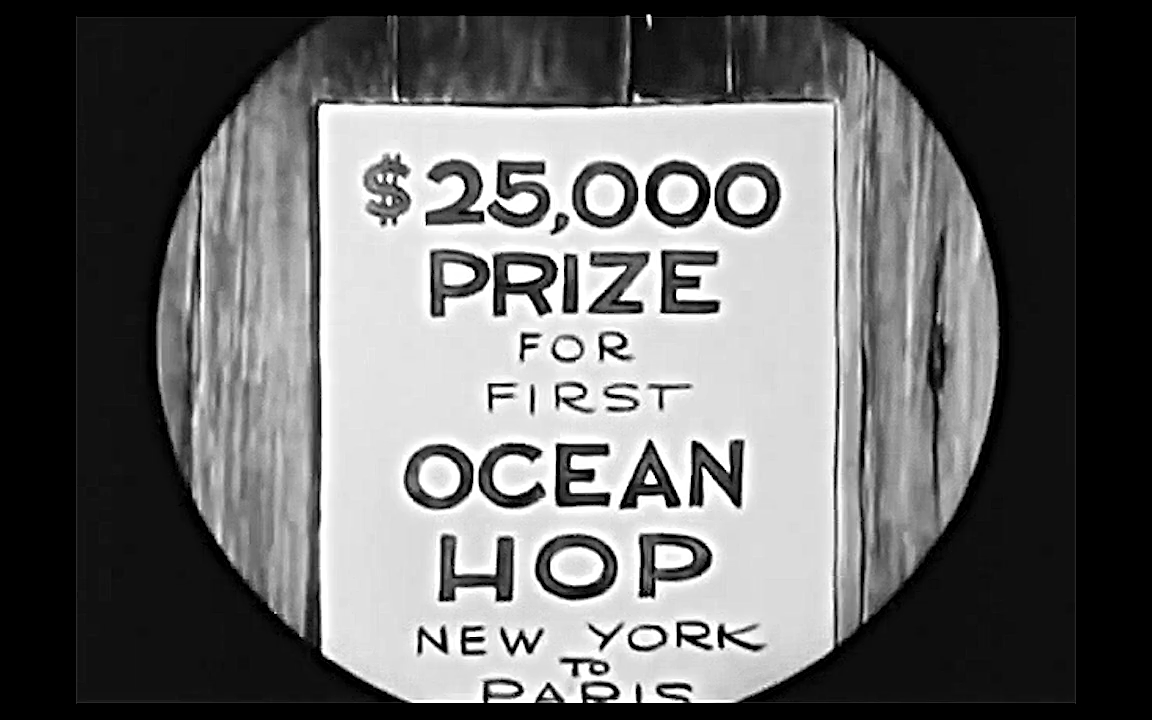 $25,000
PRIZE
FOR
FIRST
OCEAN
HOP
NEW YORK
TO
PARIS